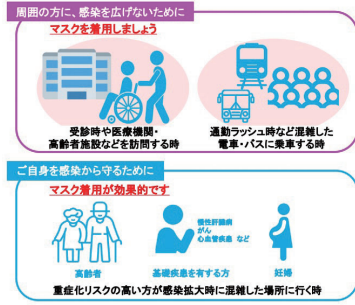 周囲の方に、感染を広げないために
マスクを着用しましょう
受診時や医療機関・
高齢者施設などを訪問する時
通勤ラッシュ時など混雑した
電車・バスに乗車する時
ご自身を感染から守るために
マスク着用が効果的です
高齢者
慢性肝臓病
がん
心血管疾患 など
基礎疾患を有する方
妊婦
重症化リスクの高い方が感染拡大時に混雑した場所に行く時